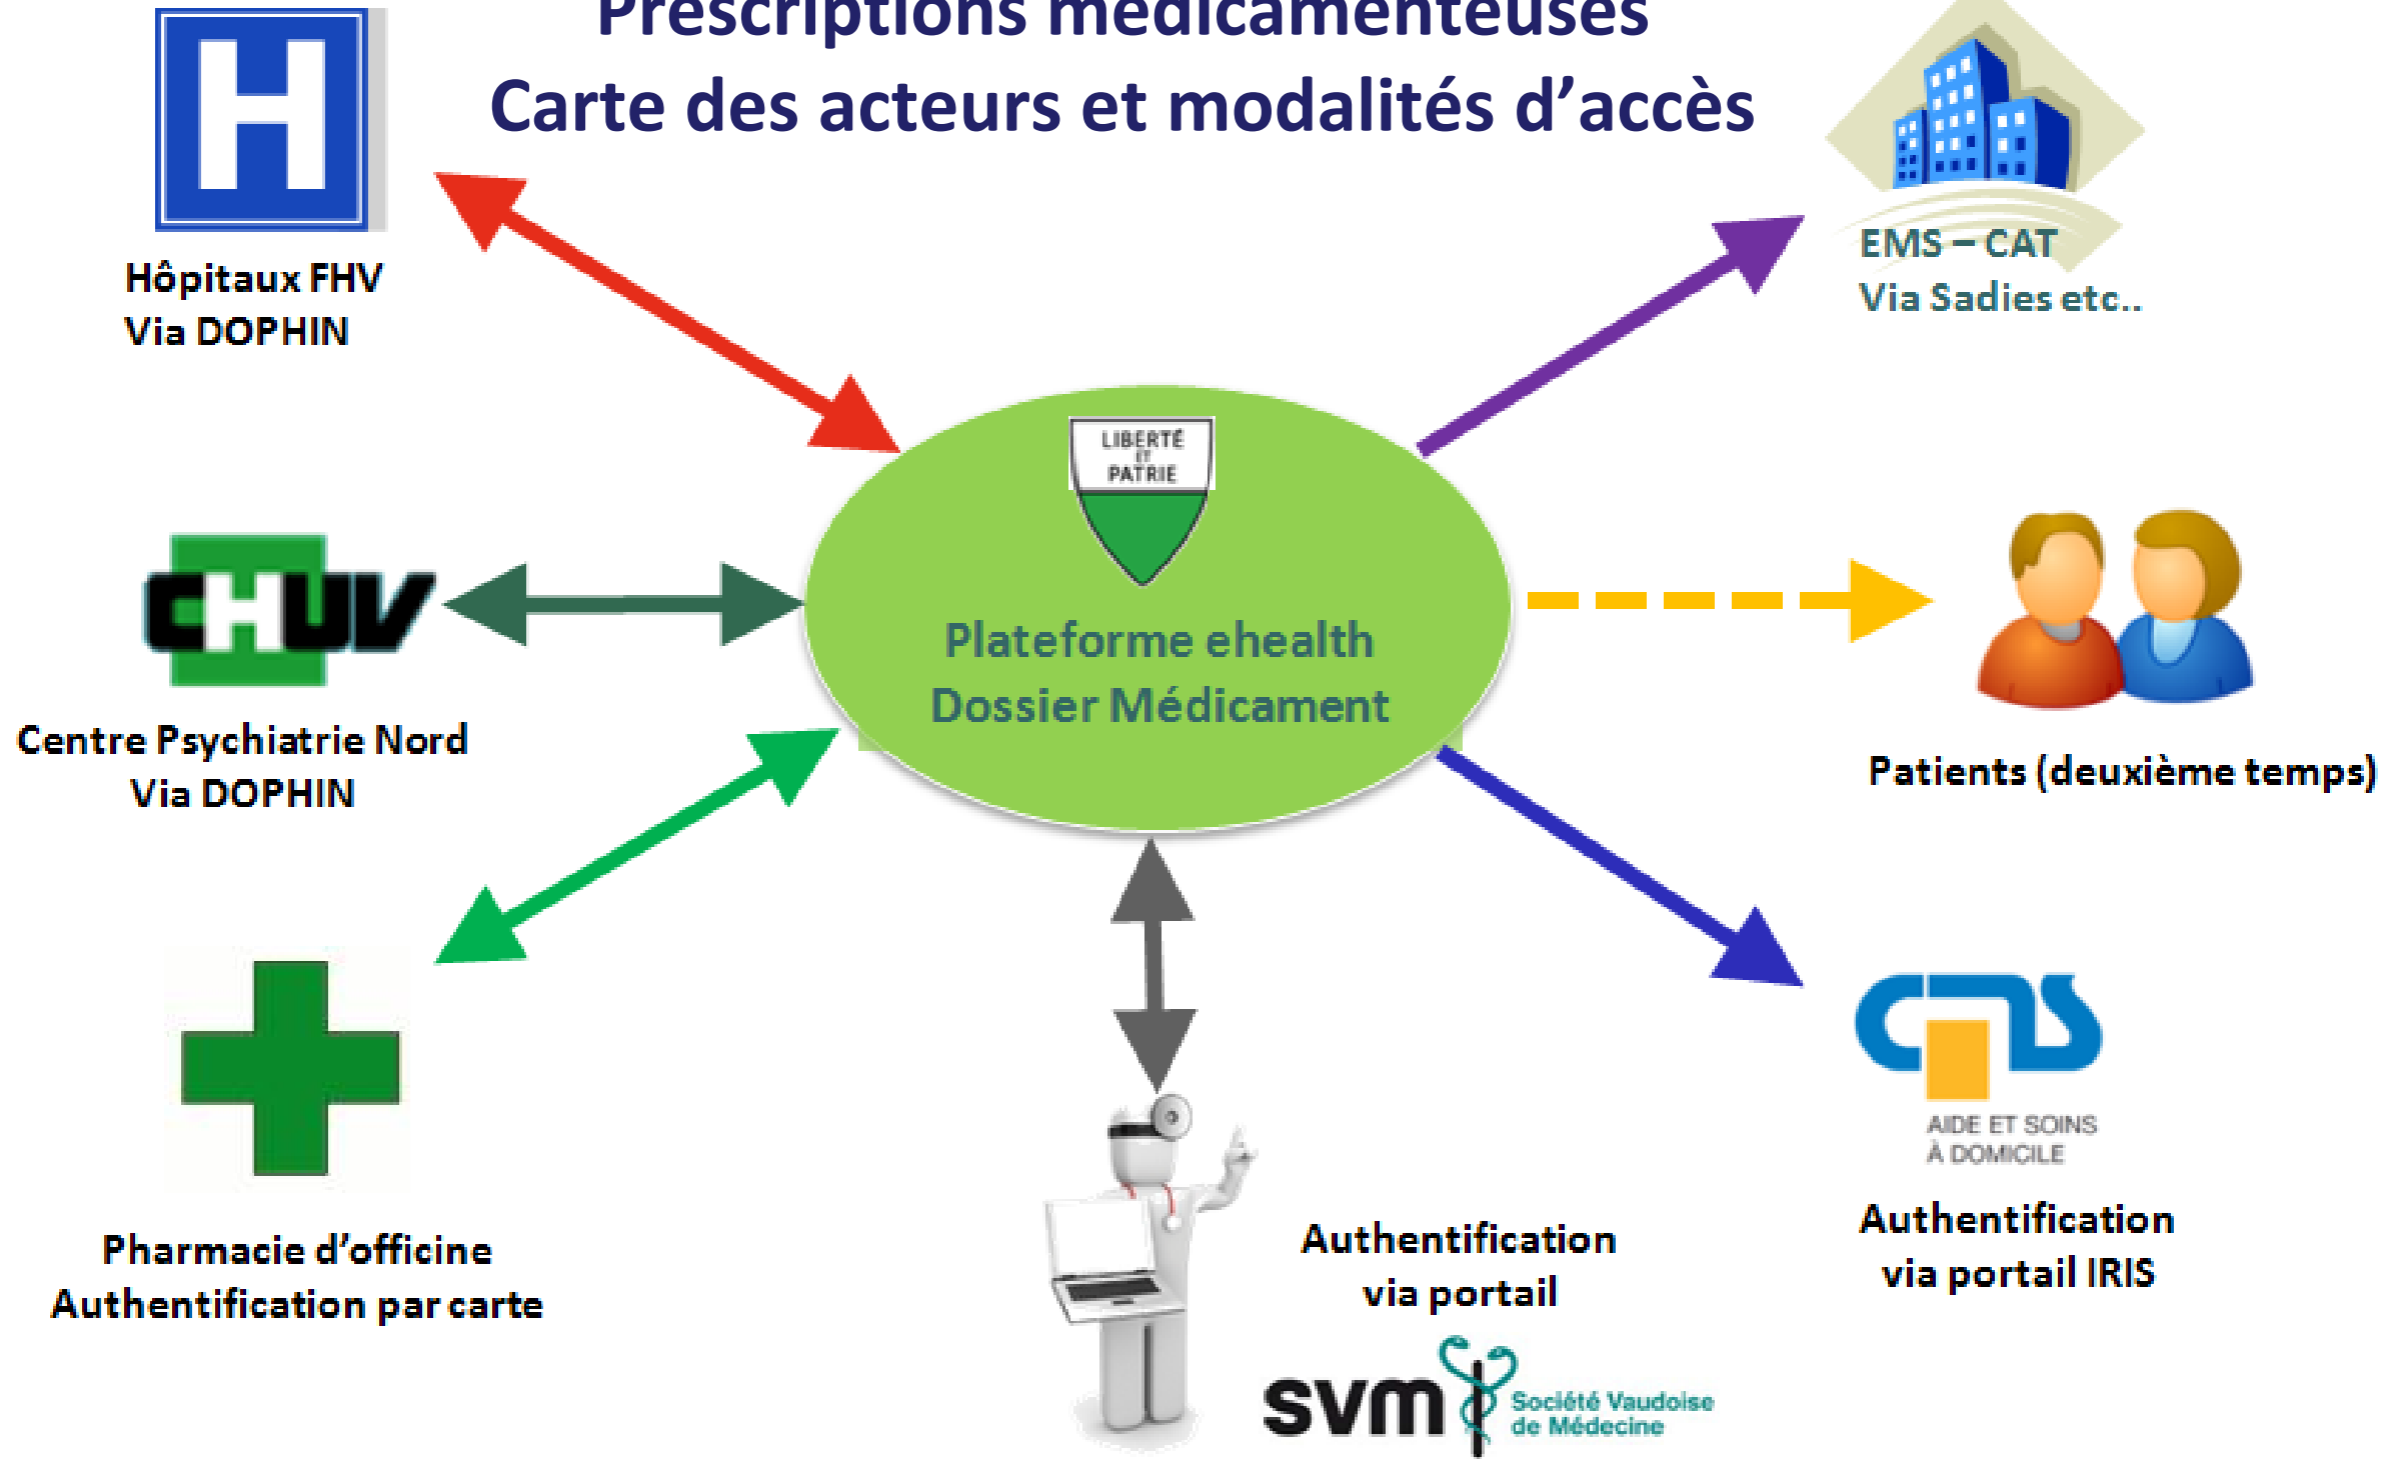 Prescriptions médicamenteuses
Carte des acteurs et modalités d’accès
H
Hôpitaux FHV
Via DOPHIN
EMS – CAT
Via Sadies etc..
LIBERTÉ
ET
PATRIE
Plateforme ehealth
Dossier Médicament
CHUV
Centre Psychiatrie Nord
Via DOPHIN
Patients (deuxième temps)
Pharmacie d’officine
Authentification par carte
Authentification
via portail
svm
Société Vaudoise
de Médecine
cms
AIDE ET SOINS
À DOMICILE
Authentification
via portail IRIS